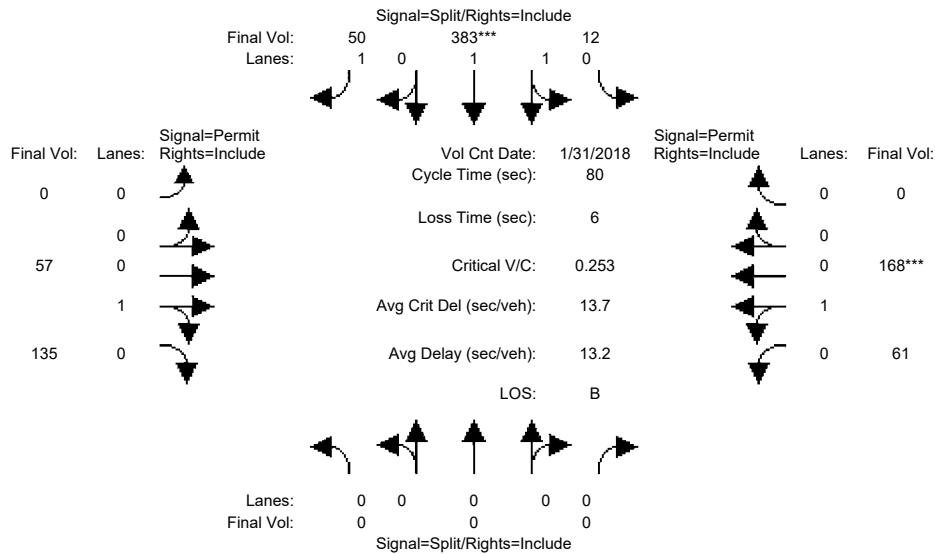 Signal=Split/Rights=Include
Final Vol: 50 383*** 12
Lanes: 1 0 1 1 0
Signal=Permit Signal=Permit
Final Vol: Lanes: Rights=Include Vol Cnt Date: 1/31/2018 Rights=Include Lanes: Final Vol:
Cycle Time (sec): 80
0 0 0 0
Loss Time (sec): 6
0 0
57 0 Critical V/C: 0.253 0 168***
1 Avg Crit Del (sec/veh): 13.7 1
135 0 Avg Delay (sec/veh): 13.2 0 61
LOS: B
Lanes: 0 0 0 0 0
Final Vol: 0 0 0
Signal=Split/Rights=Include